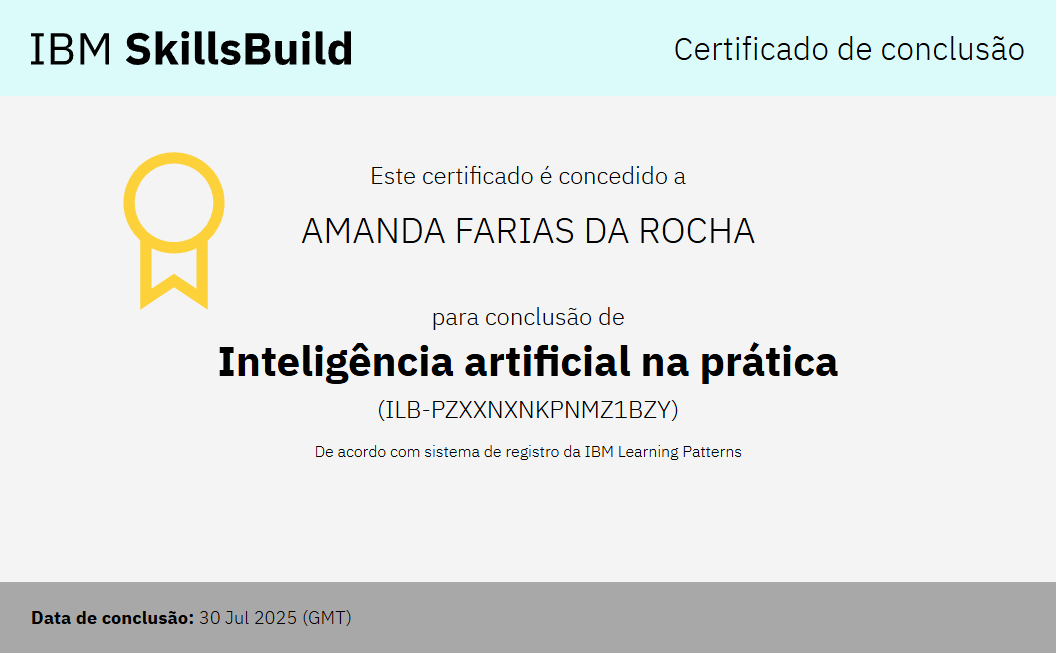 IBM SkillsBuild
Certificado de conclusão
Este certificado é concedido a
AMANDA FARIAS DA ROCHA
para conclusão de
Inteligência artificial na prática
(ILB-PZXXNXNKPNMZ1BZY)
De acordo com sistema de registro da IBM Learning Patterns
Data de conclusão: 30 Jul 2025 (GMT)